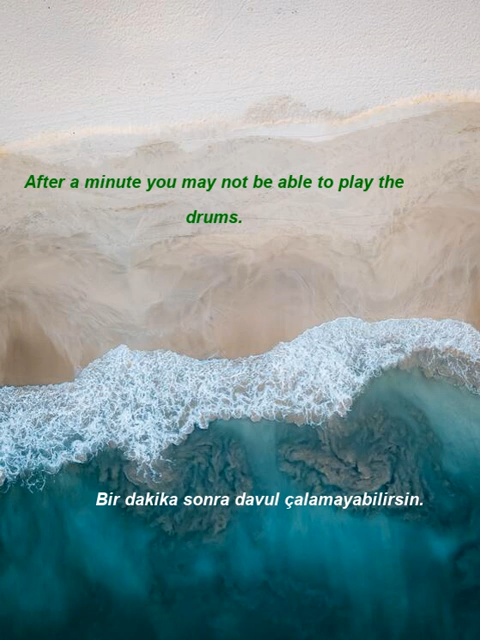 After a minute you may not be able to play the
drums.
Bir dakika sonra davul çalamayabilirsin.